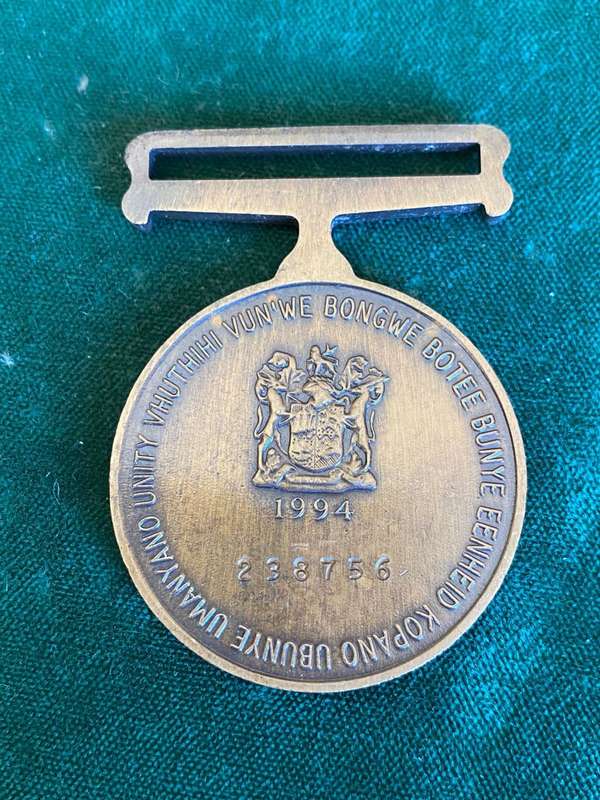 VHUTHIHI VUN'WE BONGWE BOTEE BUNYE EENHEID KOPANO UBUNYE UMANYANO UNITY
1994
238756